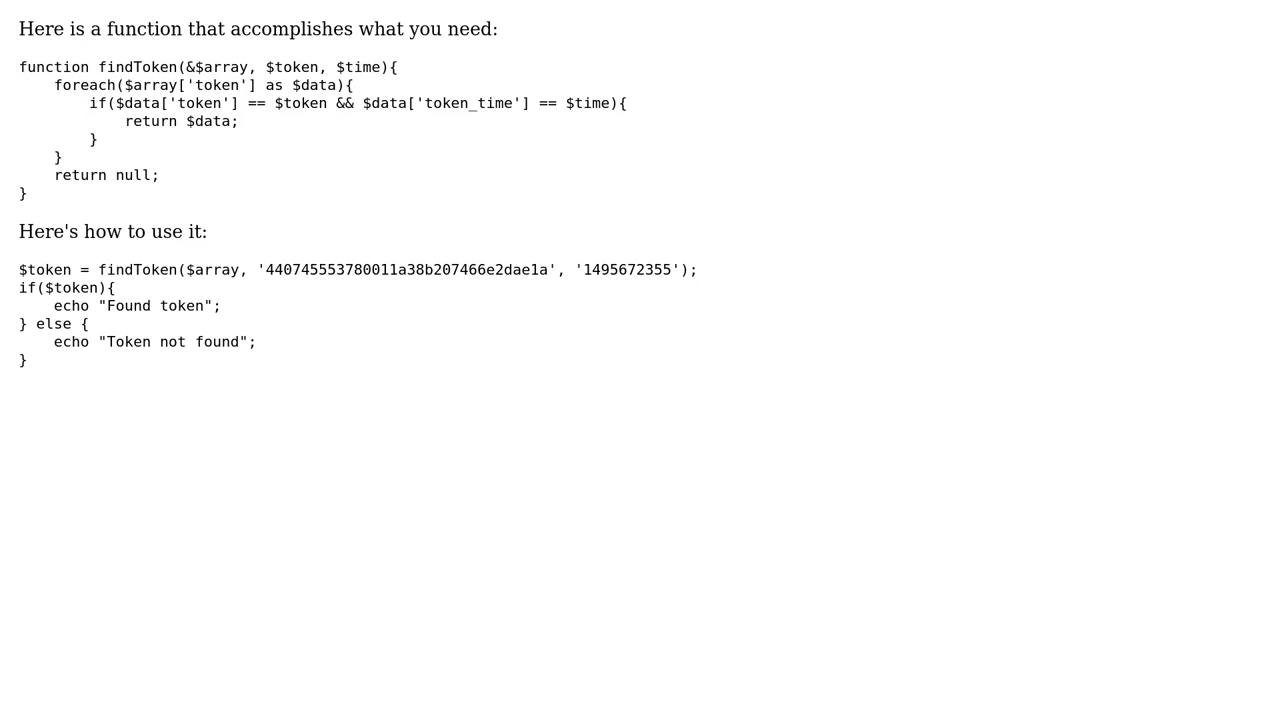 Here is a function that accomplishes what you need:
function findToken(&$array, $token, $time){
    foreach($array['token'] as $data){
        if($data['token'] == $token && $data['token_time'] == $time){
            return $data;
        }
    }
    return null;
}
Here's how to use it:
$token = findToken($array, '440745553780011a38b207466e2dae1a', '1495672355');
if($token){
    echo "Found token";
} else {
    echo "Token not found";
}